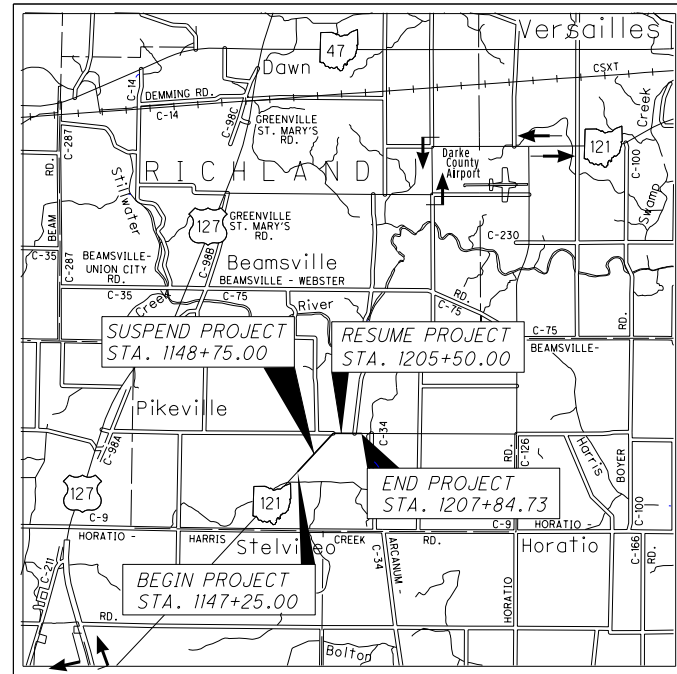 Versailles
47
Dawn
CSXT
C-14
DEMMING RD.
C-14
C-98C
GREENVILLE
ST. MARY'S
RD.
Creek
121
C-100
C-287
RD.
BEAM
Stillwater
RICHLAND
Darke
County
Airport
Swamp
127
GREENVILLE
ST. MARY'S
RD.
C-98B
C-230
C-35
C-287
BEAMSVILLE-
UNION CITY
RD.
C-35
Beamsville
BEAMSVILLE - WEBSTER
C-75
RD.
C-75
Creek
River
RD.
C-75
BEAMSVILLE-
SUSPEND PROJECT
STA. 1148+75.00
RESUME PROJECT
STA. 1205+50.00
Pikeville
C-98A
C-34
RD.
C-126
Harris
BOYER
127
121
END PROJECT
STA. 1207+84.73
C-100
C-9
HORATIO -
HARRIS
CREEK
RD.
C-9
HORATIO -
Stelvideo
C-34
ARCANUM -
Horatio
C-166
RD.
C-211
BEGIN PROJECT
STA. 1147+25.00
HORATIO
RD.
Bolton